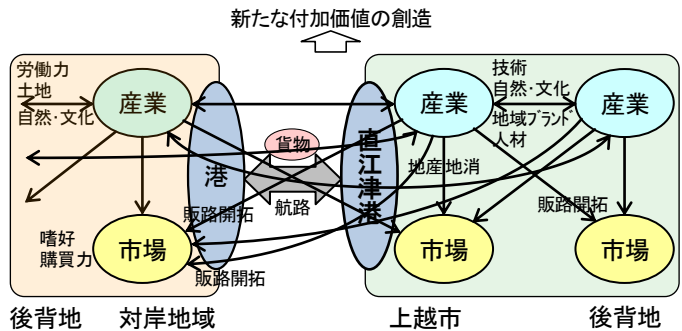 新たな付加価値の創造
労働力
土地
自然・文化
産業
港
貨物
航路
直江津港
産業
技術
自然・文化
地域ブランド
人材
産業
地産地消
販路開拓
販路開拓
販路開拓
嗜好
購買力
市場
市場
市場
後背地
対岸地域
上越市
後背地